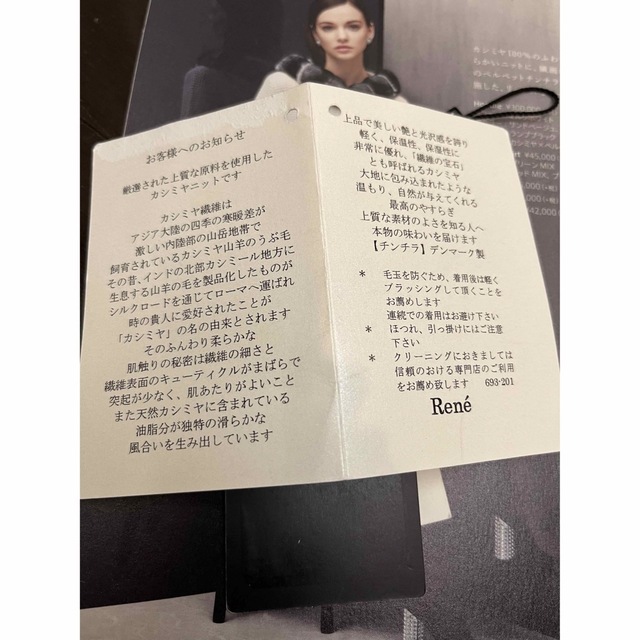 お客様へのお知らせ
厳選された上質な原料を使用した
カシミヤニットです
カシミヤ繊維は
アジア大陸の四季の寒暖差が
激しい内陸部の山岳地帯で
飼育されているカシミヤ山羊のうぶ毛
その昔、インドの北部カシミール地方に
生息する山羊の毛を製品化したものが
シルクロードを通じてローマへ運ばれ
時の貴人に愛好されたことが
「カシミヤ」の名の由来とされます
そのふんわり柔らかな
肌触りの秘密は繊維の細さと
繊維表面のキューティクルがまばらで
突起が少なく、肌あたりがよいこと
また天然カシミヤに含まれている
油脂分が独特の滑らかな
風合いを生み出しています
上品で美しい艶と光沢感を誇り
軽く、保湿性、保温性に
非常に優れ、「繊維の宝石」
とも呼ばれるカシミヤ
大地に包み込まれたような
温もり、自然が与えてくれる
最高のやすらぎ
上質な素材のよさを知る人へ
本物の味わいを届けます
【チンチラ】デンマーク製
* 毛玉を防ぐため、着用後は軽く
ブラッシングして頂くことを
お薦めします
連続での着用はお避け下さい
* ほつれ、引っ掛けにはご注意
下さい
* クリーニングにおきましては
信頼のおける専門店のご利用
をお薦め致します 693·201
René
カシミヤ100%のふわ
¥45,000